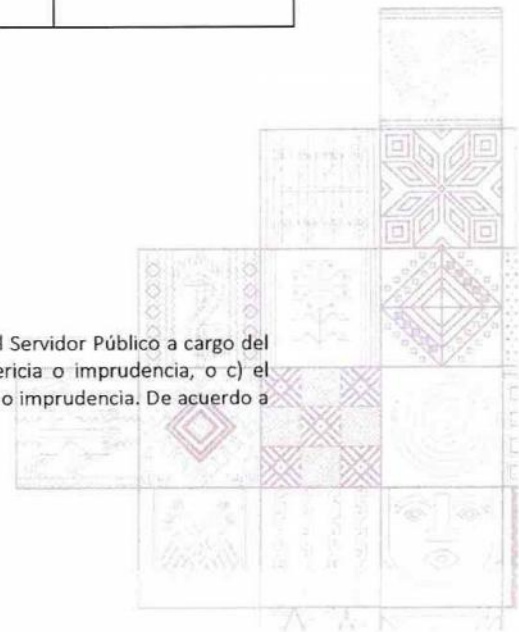 l Servidor Público a cargo del
ericia o imprudencia, o c) el
o imprudencia. De acuerdo a